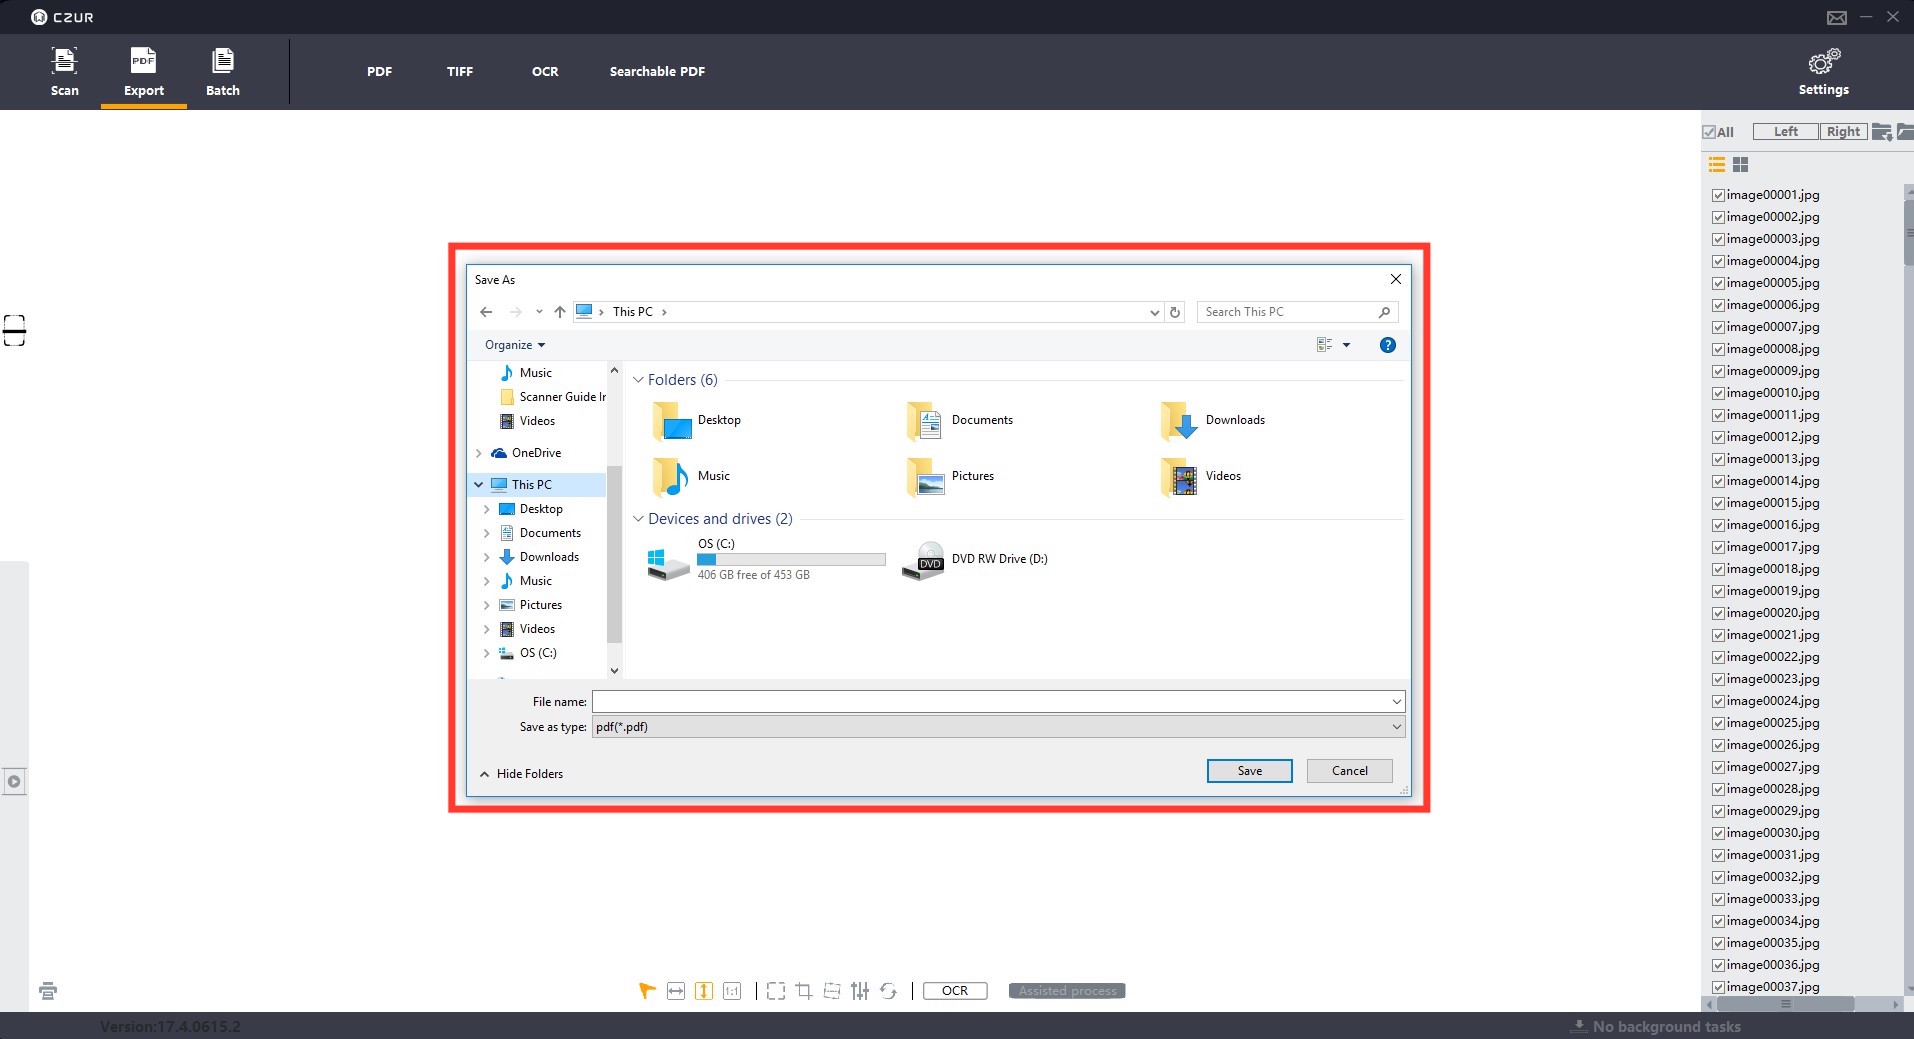 CZUR
Scan
Export
Batch
PDF
TIFF
OCR
Searchable PDF
Settings
All
Left
Right
Save As
This PC
Search This PC
Organize
Music
Scanner Guide Ir
Videos
OneDrive
This PC
Desktop
Documents
Downloads
Music
Pictures
Videos
OS (C:)
Folders (6)
Desktop
Documents
Downloads
Music
Pictures
Videos
Devices and drives (2)
OS (C:)
406 GB free of 453 GB
DVD
DVD RW Drive (D:)
File name:
Save as type: pdf(*.pdf)
Hide Folders
Save
Cancel
image00001.jpg
image00002.jpg
image00003.jpg
image00004.jpg
image00005.jpg
image00006.jpg
image00007.jpg
image00008.jpg
image00009.jpg
image00010.jpg
image00011.jpg
image00012.jpg
image00013.jpg
image00014.jpg
image00015.jpg
image00016.jpg
image00017.jpg
image00018.jpg
image00019.jpg
image00020.jpg
image00021.jpg
image00022.jpg
image00023.jpg
image00024.jpg
image00025.jpg
image00026.jpg
image00027.jpg
image00028.jpg
image00029.jpg
image00030.jpg
image00031.jpg
image00032.jpg
image00033.jpg
image00034.jpg
image00035.jpg
image00036.jpg
image00037.jpg
1:1
OCR
Assisted process
Version:17.4.0615.2
No background tasks